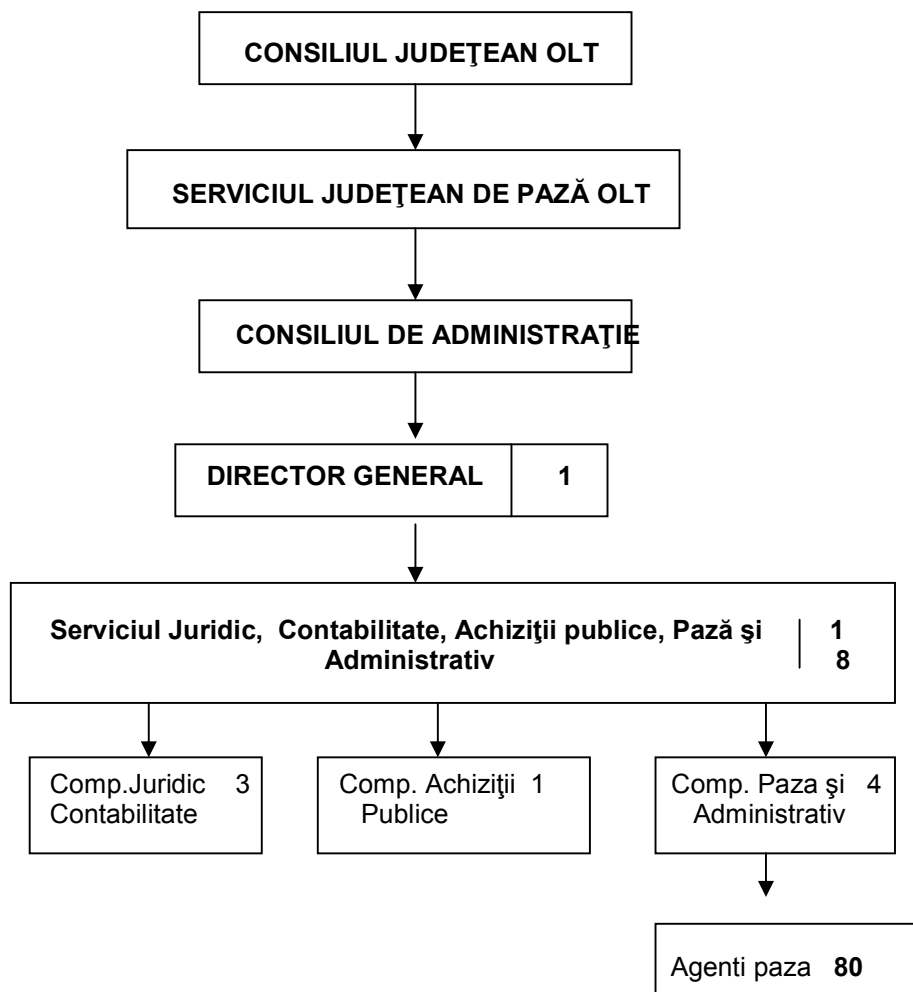 CONSILIUL JUDEŢEAN OLT
SERVICIUL JUDEŢEAN DE PAZĂ OLT
CONSILIUL DE ADMINISTRAŢIE
DIRECTOR GENERAL 1
Serviciul Juridic, Contabilitate, Achiziţii publice, Pază şi 1
Administrativ 8
Comp.Juridic 3
Contabilitate
Comp. Achiziţii 1
Publice
Comp. Paza şi 4
Administrativ
Agenti paza 80